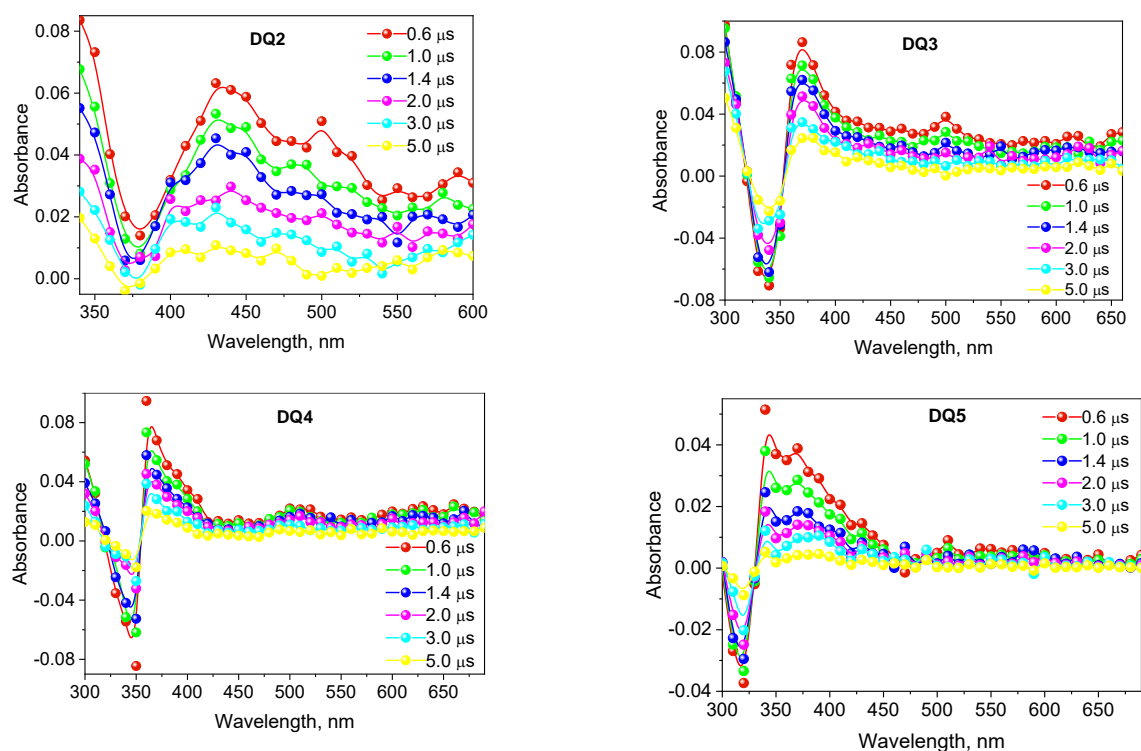 DQ2
0.6 μs
1.0 μs
1.4 μs
2.0 μs
3.0 μs
5.0 μs
0.08
0.06
0.04
0.02
0.00
Absorbance
350 400 450 500 550 600
Wavelength, nm
DQ3
0.08
0.04
0.00
-0.04
-0.08
Absorbance
0.6 μs
1.0 μs
1.4 μs
2.0 μs
3.0 μs
5.0 μs
300 350 400 450 500 550 600 650
Wavelength, nm
DQ4
0.08
0.04
0.00
-0.04
-0.08
Absorbance
0.6 μs
1.0 μs
1.4 μs
2.0 μs
3.0 μs
5.0 μs
300 350 400 450 500 550 600 650
Wavelength, nm
DQ5
0.6 μs
1.0 μs
1.4 μs
2.0 μs
3.0 μs
5.0 μs
0.04
0.02
0.00
-0.02
-0.04
Absorbance
300 350 400 450 500 550 600 650
Wavelength, nm